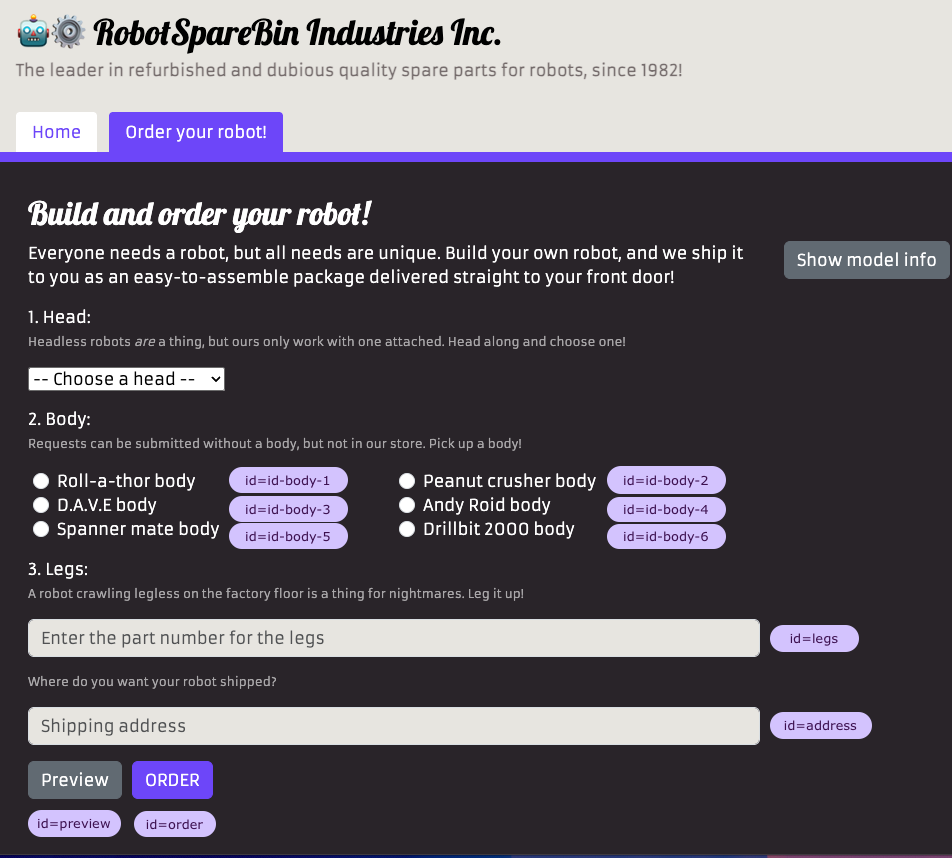 RobotSpareBin Industries Inc.
The leader in refurbished and dubious quality spare parts for robots, since 1982!
Home
Order your robot!
Build and order your robot!
Everyone needs a robot, but all needs are unique. Build your own robot, and we ship it
to you as an easy-to-assemble package delivered straight to your front door!
Show model info
1. Head:
Headless robots are a thing, but ours only work with one attached. Head along and choose one!
-- Choose a head --
2. Body:
Requests can be submitted without a body, but not in our store. Pick up a body!
Roll-a-thor body id=id-body-1 Peanut crusher body id=id-body-2
D.A.V.E body id=id-body-3 Andy Roid body id=id-body-4
Spanner mate body id=id-body-5 Drillbit 2000 body id=id-body-6
3. Legs:
A robot crawling legless on the factory floor is a thing for nightmares. Leg it up!
Enter the part number for the legs id=legs
Where do you want your robot shipped?
Shipping address id=address
Preview ORDER
id=preview id=order